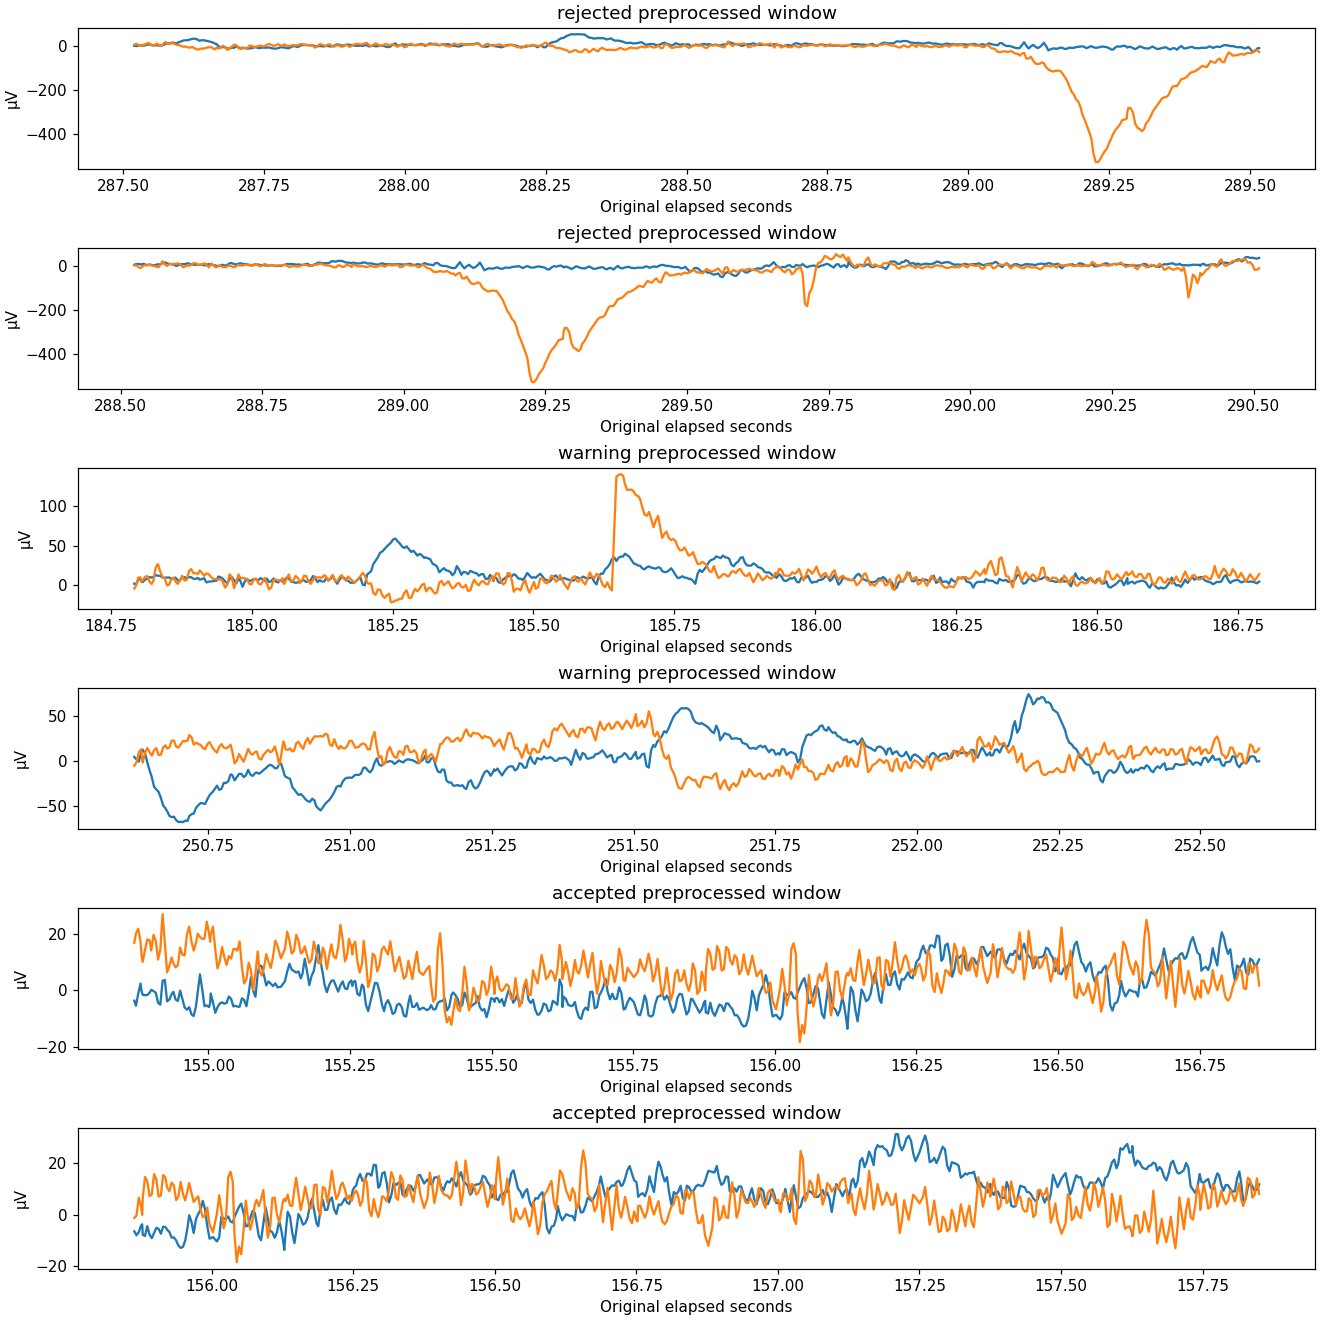 rejected preprocessed window
0
−200
−400
µV
287.50 287.75 288.00 288.25 288.50 288.75 289.00 289.25 289.50
Original elapsed seconds
rejected preprocessed window
0
−200
−400
µV
288.50 288.75 289.00 289.25 289.50 289.75 290.00 290.25 290.50
Original elapsed seconds
warning preprocessed window
100
50
0
µV
184.75 185.00 185.25 185.50 185.75 186.00 186.25 186.50 186.75
Original elapsed seconds
warning preprocessed window
50
0
−50
µV
250.75 251.00 251.25 251.50 251.75 252.00 252.25 252.50
Original elapsed seconds
accepted preprocessed window
20
0
−20
µV
155.00 155.25 155.50 155.75 156.00 156.25 156.50 156.75
Original elapsed seconds
accepted preprocessed window
20
0
−20
µV
156.00 156.25 156.50 156.75 157.00 157.25 157.50 157.75
Original elapsed seconds